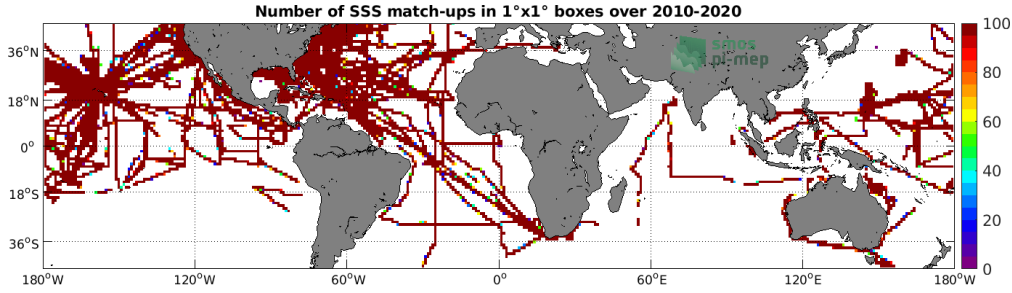 Number of SSS match-ups in 1°x1° boxes over 2010-2020
36°N
18°N
0°
18°S
36°S
180°W
120°W
60°W
0°
60°E
120°E
180°W
smos
pi-mep
100
80
60
40
20
0